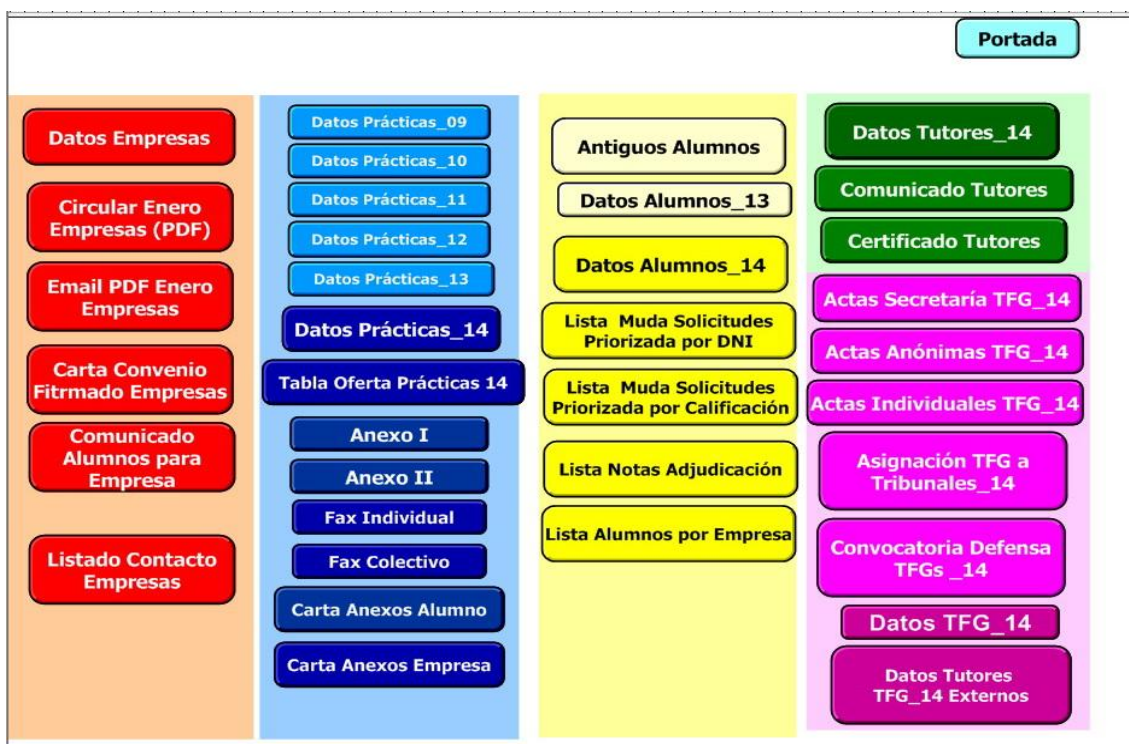 Portada
Datos Empresas
Circular Enero
Empresas (PDF)
Email PDF Enero
Empresas
Carta Convenio
Fitrmado Empresas
Comunicado
Alumnos para
Empresa
Listado Contacto
Empresas
Datos Prácticas_09
Datos Prácticas_10
Datos Prácticas_11
Datos Prácticas_12
Datos Prácticas_13
Datos Prácticas_14
Tabla Oferta Prácticas 14
Anexo I
Anexo II
Fax Individual
Fax Colectivo
Carta Anexos Alumno
Carta Anexos Empresa
Antiguos Alumnos
Datos Alumnos_13
Datos Alumnos_14
Lista Muda Solicitudes
Priorizada por DNI
Lista Muda Solicitudes
Priorizada por Calificación
Lista Notas Adjudicación
Lista Alumnos por Empresa
Datos Tutores_14
Comunicado Tutores
Certificado Tutores
Actas Secretaría TFG_14
Actas Anónimas TFG_14
Actas Individuales TFG_14
Asignación TFG a
Tribunales_14
Convocatoria Defensa
TFGs _14
Datos TFG_14
Datos Tutores
TFG_14 Externos